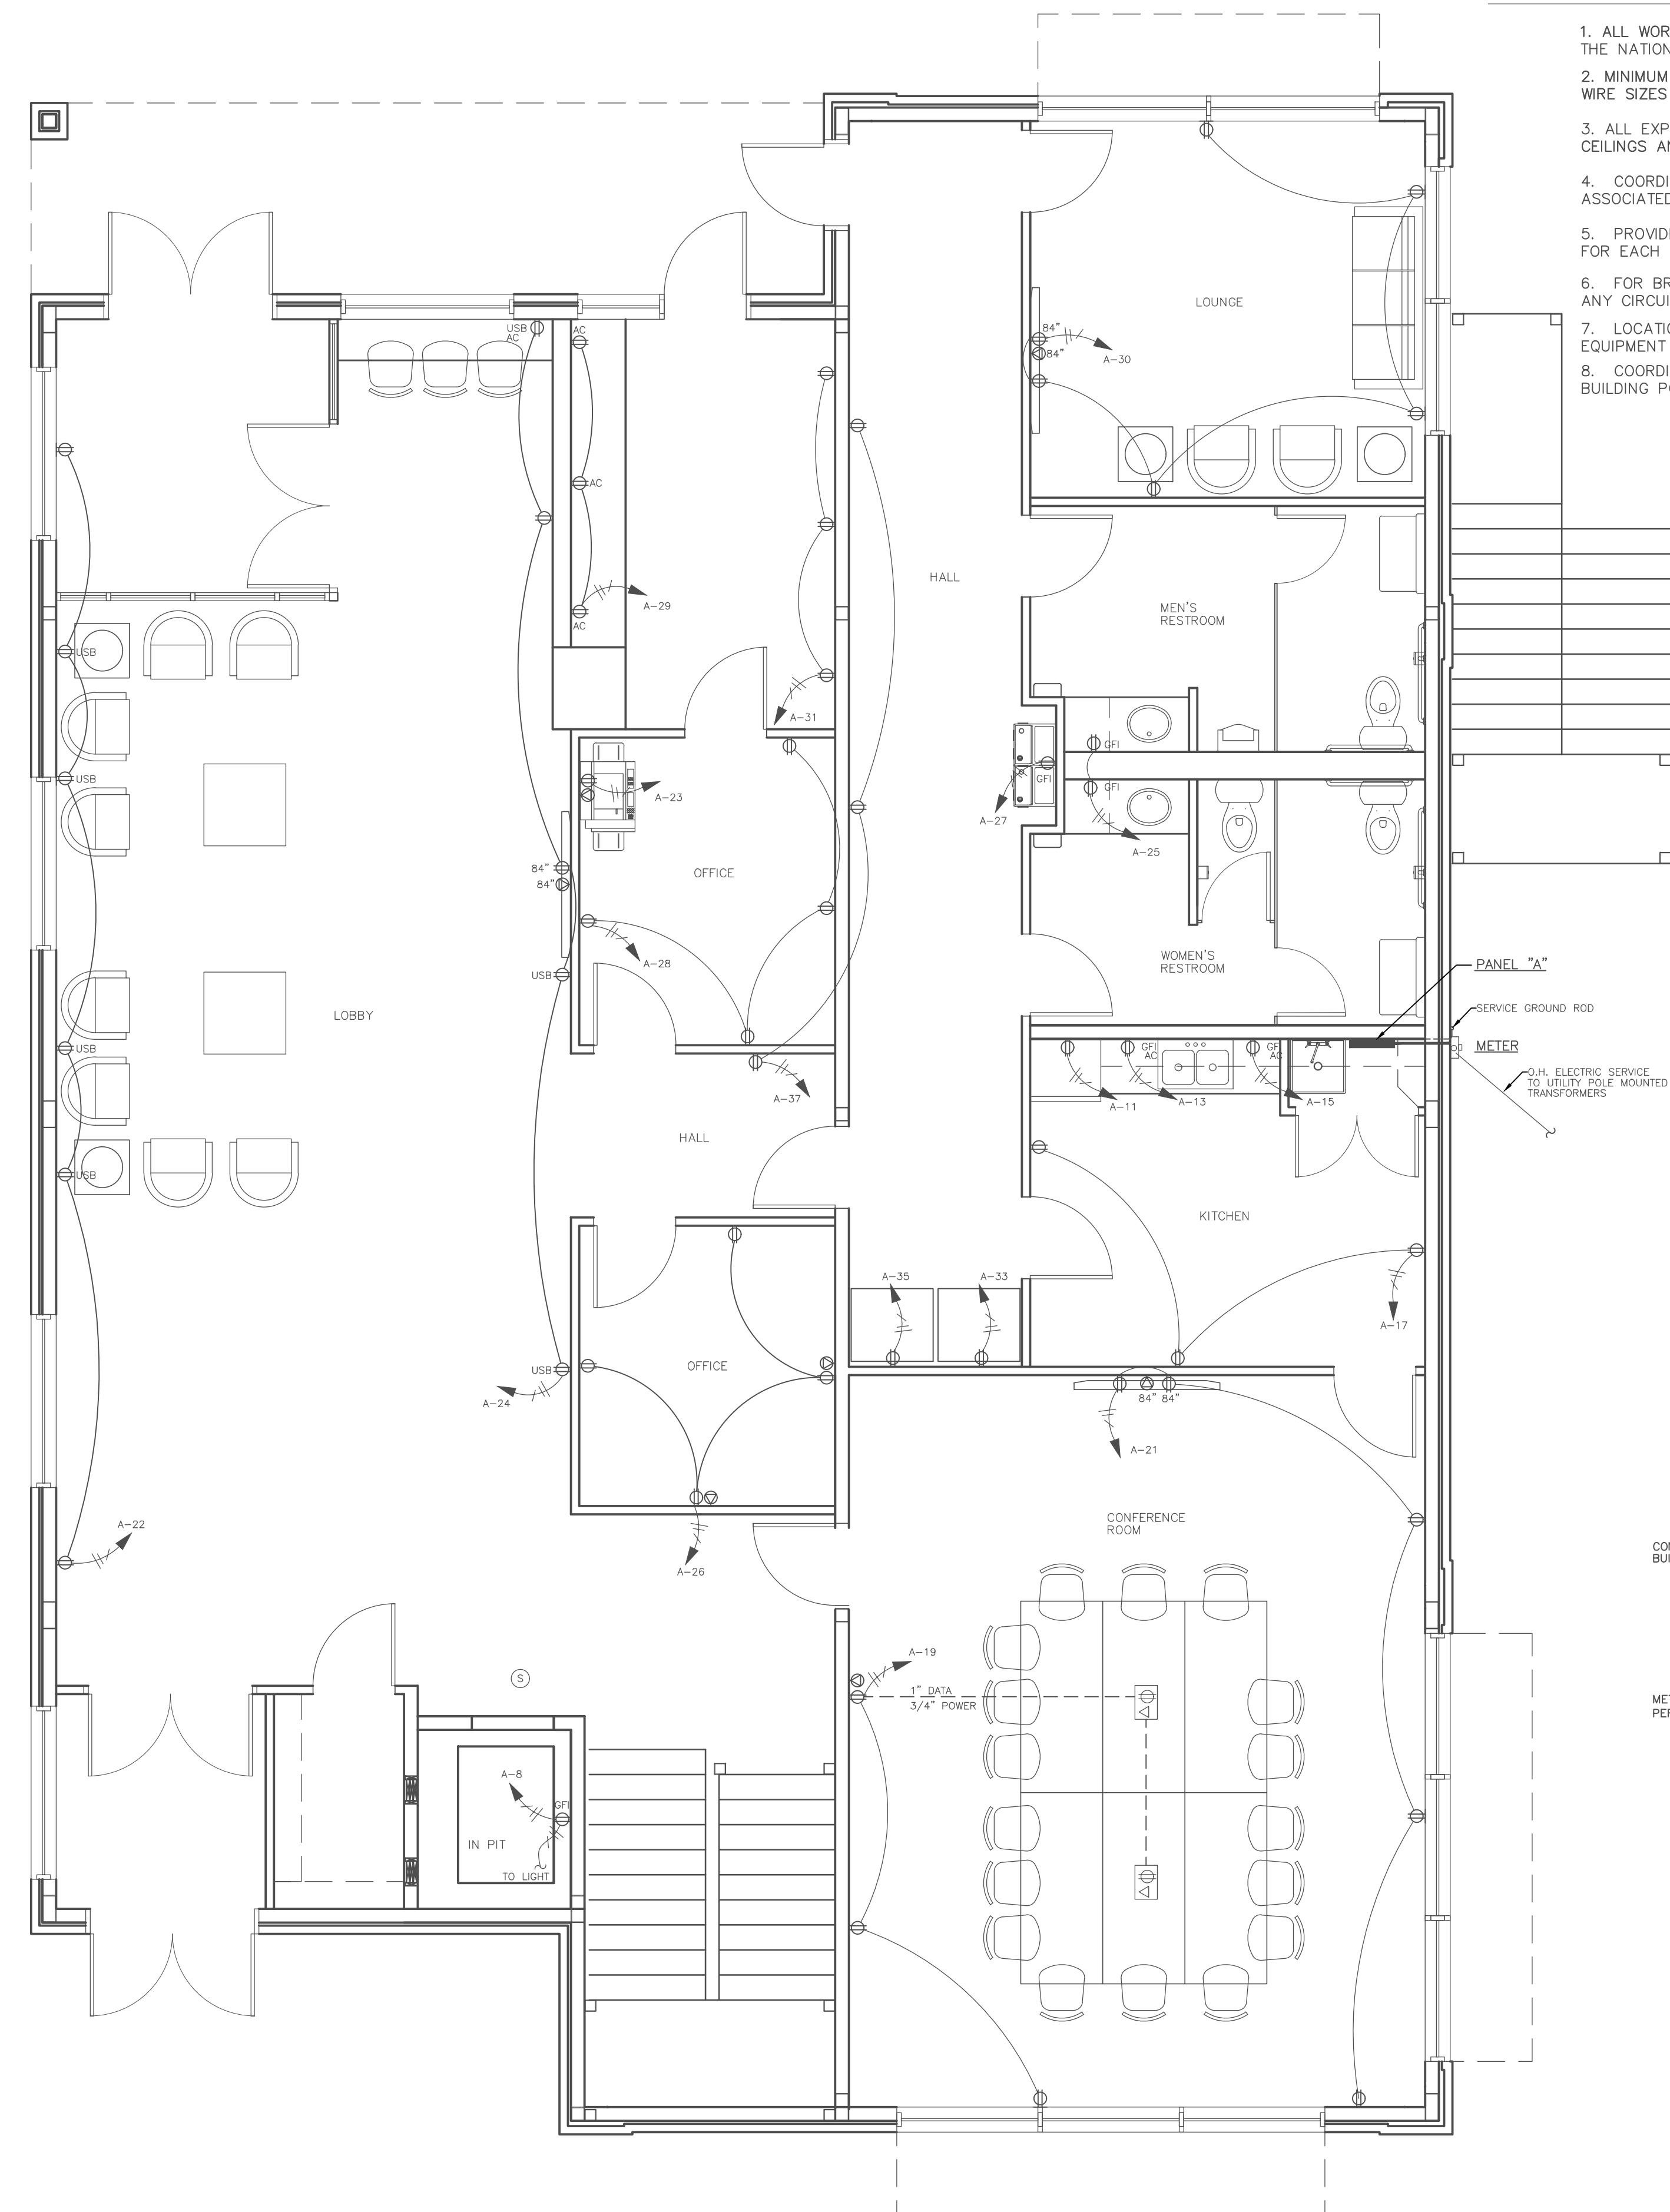 1. ALL WOR
THE NATION
2. MINIMUM
WIRE SIZES
3. ALL EXP
CEILINGS AN
4. COORDI
ASSOCIATED
5. PROVID
FOR EACH
6. FOR BR
ANY CIRCUI
7. LOCATIO
EQUIPMENT
8. COORDI
BUILDING PO
LOUNGE
84"
84"
A-30
USB
AC
AC
AC
AC
A-29
HALL
MEN'S
RESTROOM
USB
A-31
GFI
USB
A-23
GFI
GFI
A-27
A-25
84"
84"
OFFICE
USB
A-28
WOMEN'S
RESTROOM
PANEL "A"
SERVICE GROUND ROD
LOBBY
USB
METER
GFI
AC
GFI
AC
O.H. ELECTRIC SERVICE
TO UTILITY POLE MOUNTED
TRANSFORMERS
A-37
A-11
A-13
A-15
HALL
USB
KITCHEN
A-35
A-33
A-17
OFFICE
USB
A-24
84" 84"
A-21
A-22
CONFERENCE
ROOM
A-26
CON
BUI
A-19
S
1" DATA
3/4" POWER
MET
PER
A-8
GFI
IN PIT
TO LIGHT